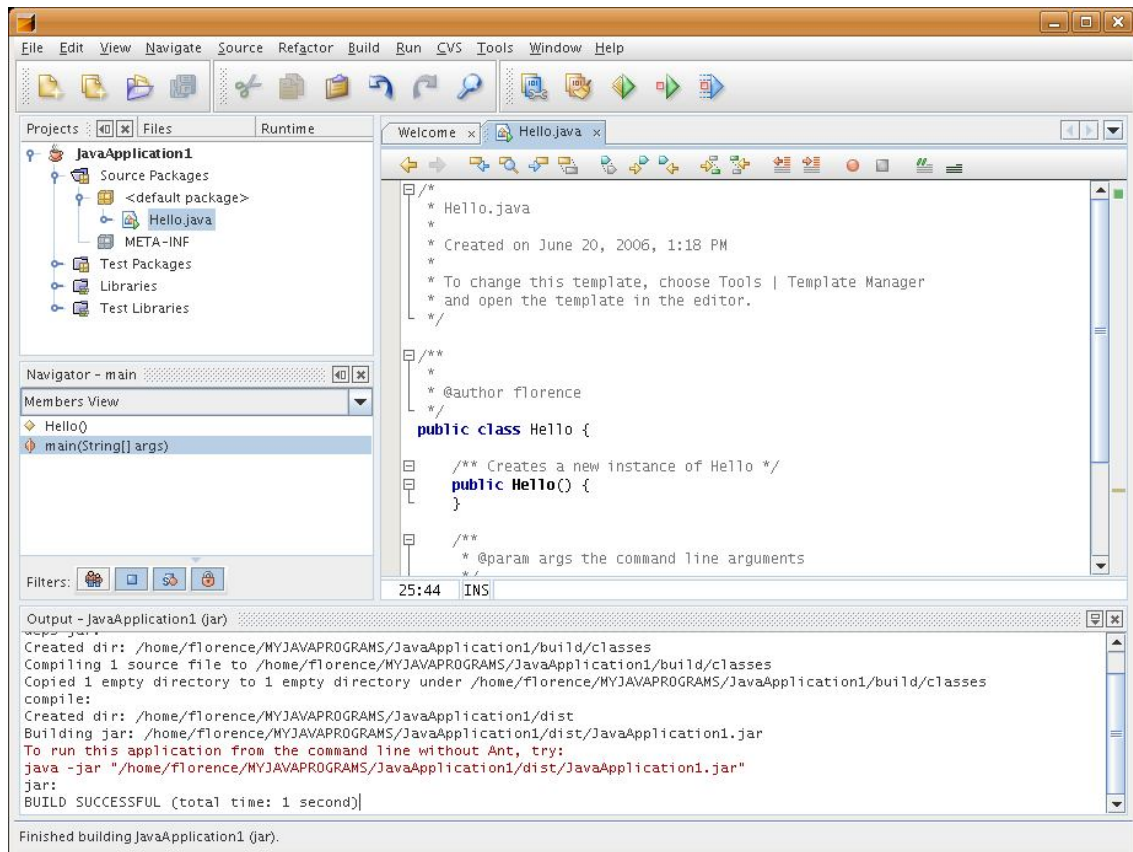 File Edit View Navigate Source Refactor Build Run CVS Tools Window Help
Projects Files Runtime
JavaApplication1
Source Packages
<default package>
Hello.java
META-INF
Test Packages
Libraries
Test Libraries
Navigator - main
Members View
Hello()
main(String[] args)
Filters:
Welcome Hello.java
/*
* Hello.java
*
* Created on June 20, 2006, 1:18 PM
*
* To change this template, choose Tools | Template Manager
* and open the template in the editor.
*/
/**
*
* @author florence
*/
public class Hello {
/** Creates a new instance of Hello */
public Hello() {
}
/**
* @param args the command line arguments
*/
25:44 INS
Output - JavaApplication1 (jar)
deps-jar:
Created dir: /home/florence/MYJAVAPROGRAMS/JavaApplication1/build/classes
Compiling 1 source file to /home/florence/MYJAVAPROGRAMS/JavaApplication1/build/classes
Copied 1 empty directory to 1 empty directory under /home/florence/MYJAVAPROGRAMS/JavaApplication1/build/classes
compile:
Created dir: /home/florence/MYJAVAPROGRAMS/JavaApplication1/dist
Building jar: /home/florence/MYJAVAPROGRAMS/JavaApplication1/dist/JavaApplication1.jar
To run this application from the command line without Ant, try:
java -jar "/home/florence/MYJAVAPROGRAMS/JavaApplication1/dist/JavaApplication1.jar"
jar:
BUILD SUCCESSFUL (total time: 1 second)
Finished building JavaApplication1 (jar).